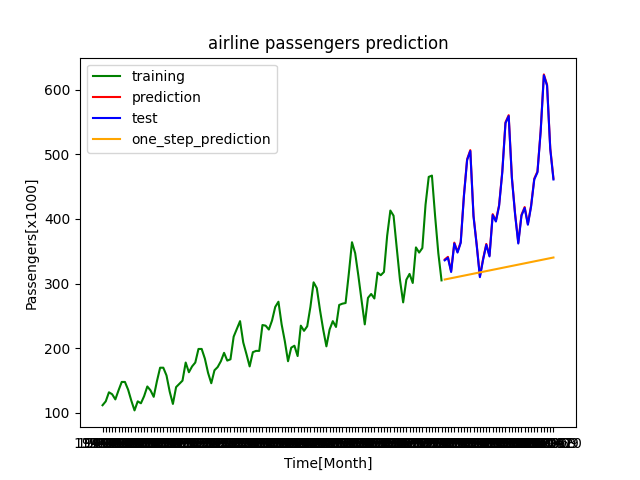 airline passengers prediction
training
prediction
test
one_step_prediction
600
500
400
300
200
100
Passengers[x1000]
Time[Month]